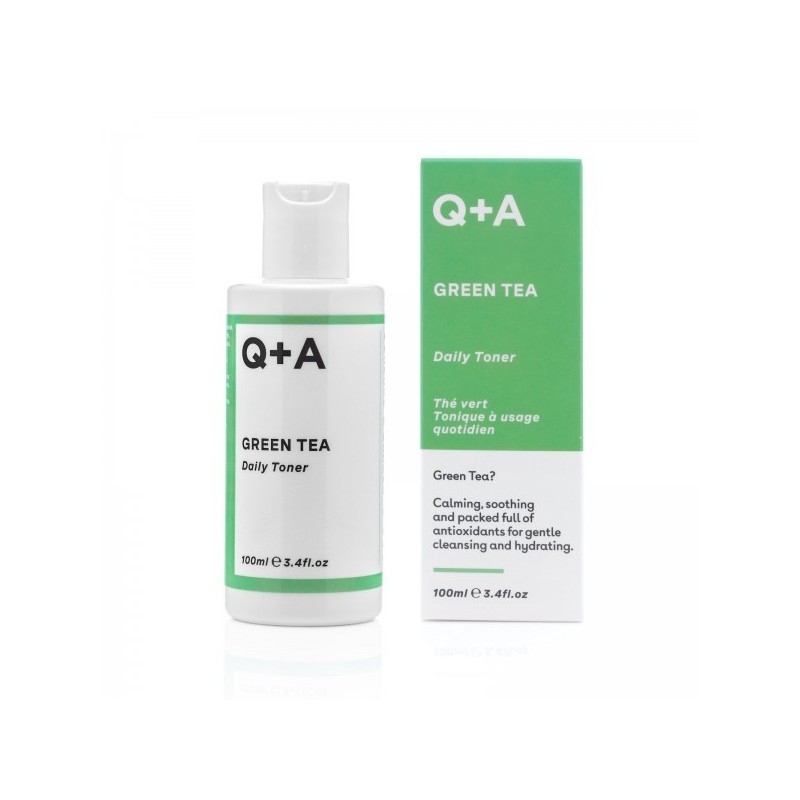 Q+A
GREEN TEA
Daily Toner
100ml ℮ 3.4fl.oz
Q+A
GREEN TEA
Daily Toner
Thé vert
Tonique à usage
quotidien
Green Tea?
Calming, soothing
and packed full of
antioxidants for gentle
cleansing and hydrating.
100ml ℮ 3.4fl.oz